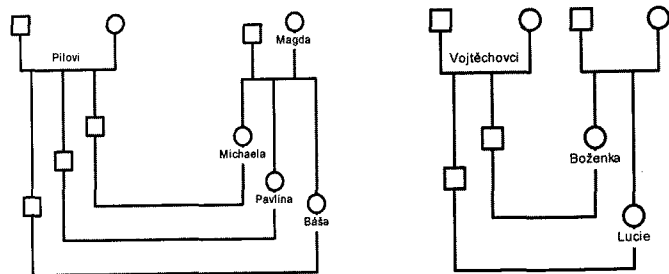 Pilovi
Magda
Michaela
Pavlína
Báša
Vojtěchovci
Boženka
Lucie